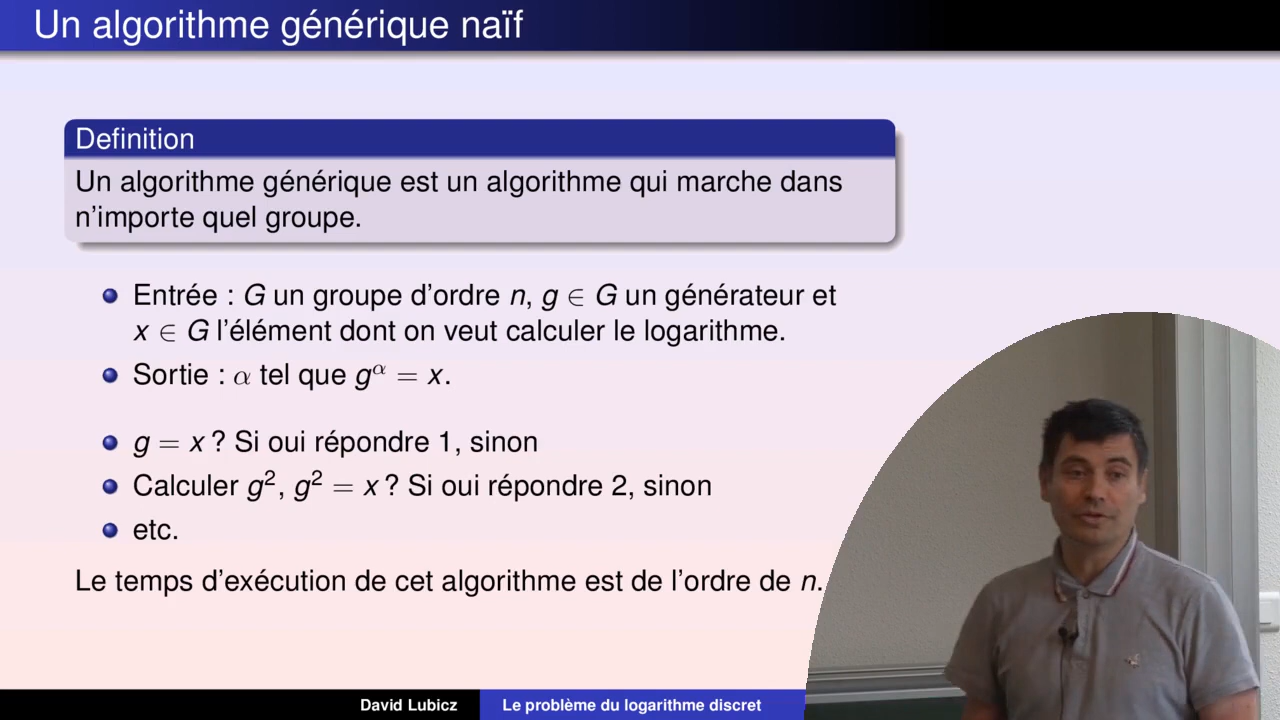 Un algorithme générique naïf
Definition
Un algorithme générique est un algorithme qui marche dans
n'importe quel groupe.
Entrée : G un groupe d'ordre n, g ∈ G un générateur et
x ∈ G l'élément dont on veut calculer le logarithme.
Sortie : α tel que g^α = x.
g = x ? Si oui répondre 1, sinon
Calculer g², g² = x ? Si oui répondre 2, sinon
etc.
Le temps d'exécution de cet algorithme est de l'ordre de n.
David Lubicz Le problème du logarithme discret